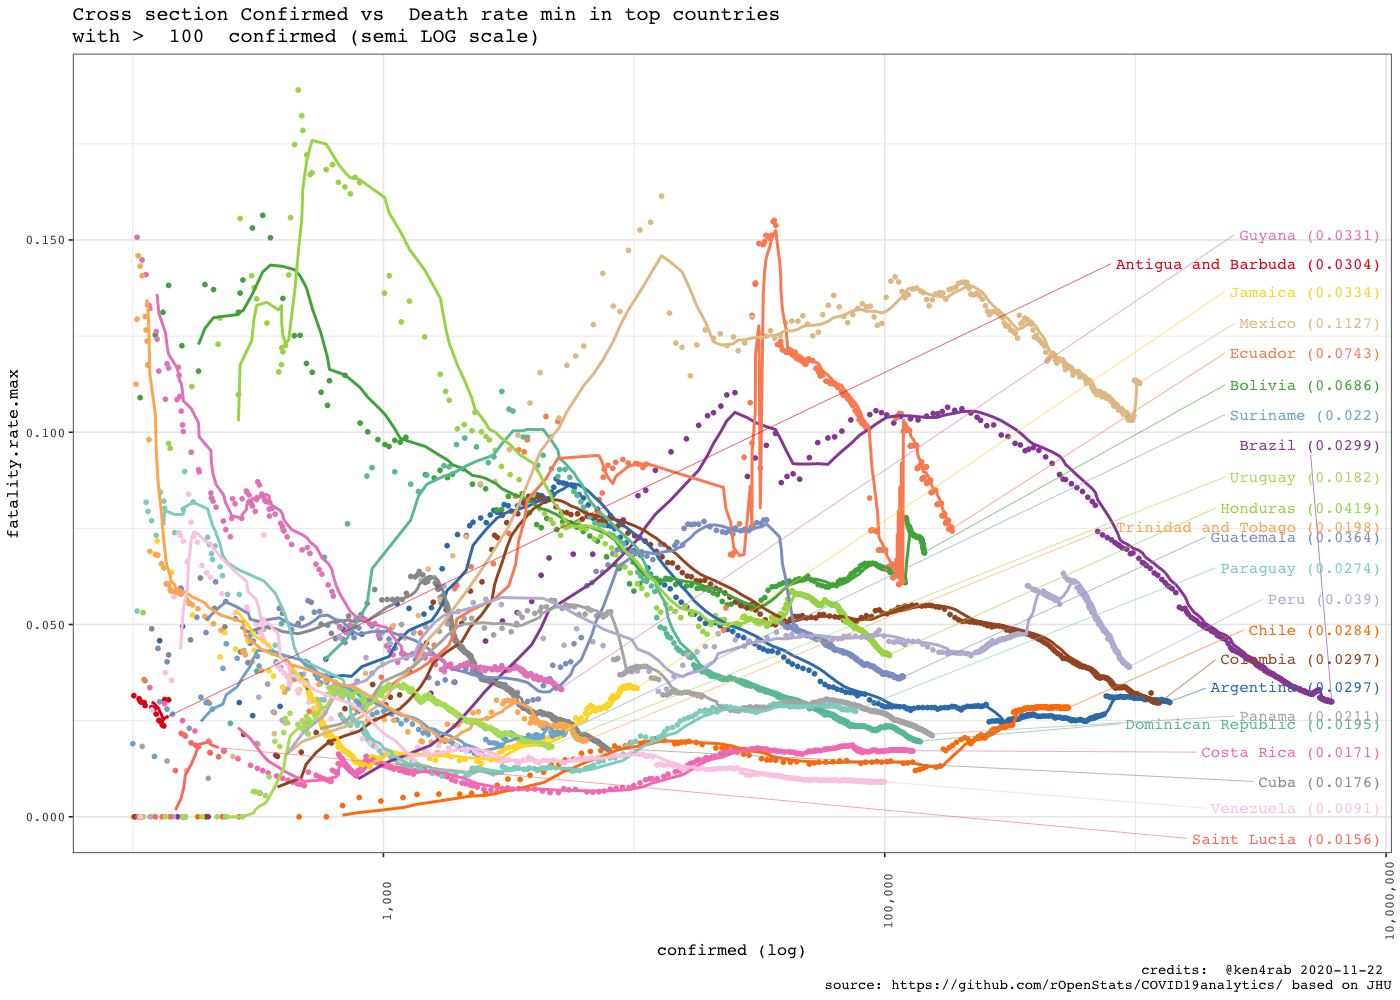 Cross section Confirmed vs  Death rate min in top countries
with >  100  confirmed (semi LOG scale)
fatality.rate.max
0.150
0.100
0.050
0.000
Guyana (0.0331)
Antigua and Barbuda (0.0304)
Jamaica (0.0334)
Mexico (0.1127)
Ecuador (0.0743)
Bolivia (0.0686)
Suriname (0.022)
Brazil (0.0299)
Uruguay (0.0182)
Honduras (0.0419)
Trinidad and Tobago (0.0198)
Guatemala (0.0364)
Paraguay (0.0274)
Peru (0.039)
Chile (0.0284)
Colombia (0.0297)
Argentina (0.0297)
Panama (0.0211)
Dominican Republic (0.0195)
Costa Rica (0.0171)
Cuba (0.0176)
Venezuela (0.0091)
Saint Lucia (0.0156)
1,000
100,000
10,000,000
confirmed (log)
credits:  @ken4rab 2020-11-22
source: https://github.com/rOpenStats/COVID19analytics/ based on JHU